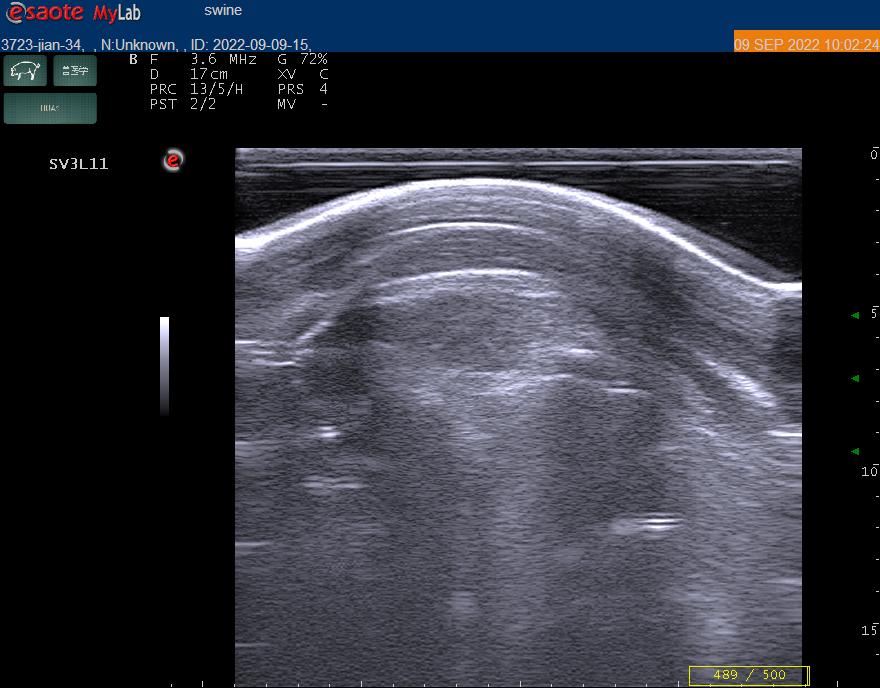 esaote MyLab
swine
3723-jian-34, , N:Unknown, , ID: 2022-09-09-15,
09 SEP 2022 10:02:24
兽医学
B F 3.6 MHz G 72%
D 17cm XV C
PRC 13/5/H PRS 4
PST 2/2 MV -
SV3L11
e
0
5
10
15
489 / 500